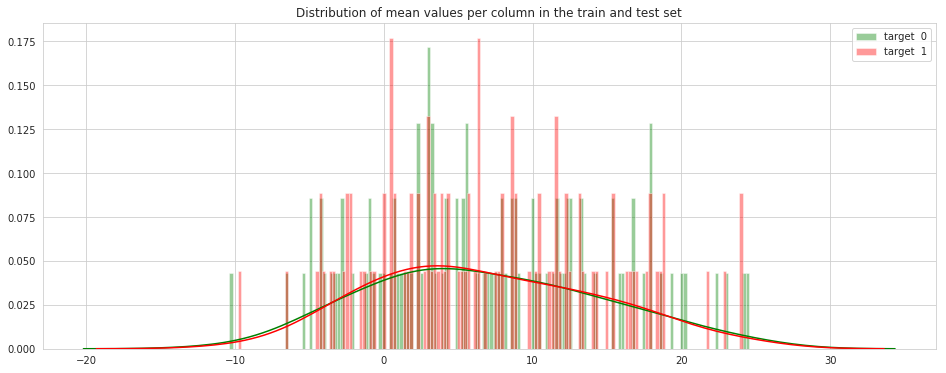 Distribution of mean values per column in the train and test set
target  0
target  1
0.175
0.150
0.125
0.100
0.075
0.050
0.025
0.000
−20 −10 0 10 20 30